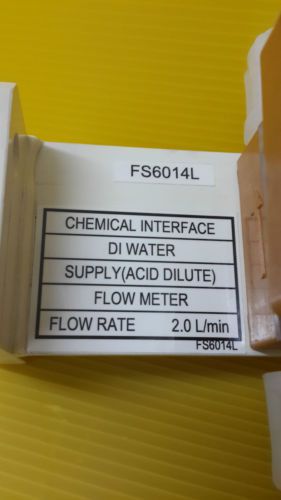 FS6014L
CHEMICAL INTERFACE
DI WATER
SUPPLY(ACID DILUTE)
FLOW METER
FLOW RATE 2.0 L/min
FS6014L